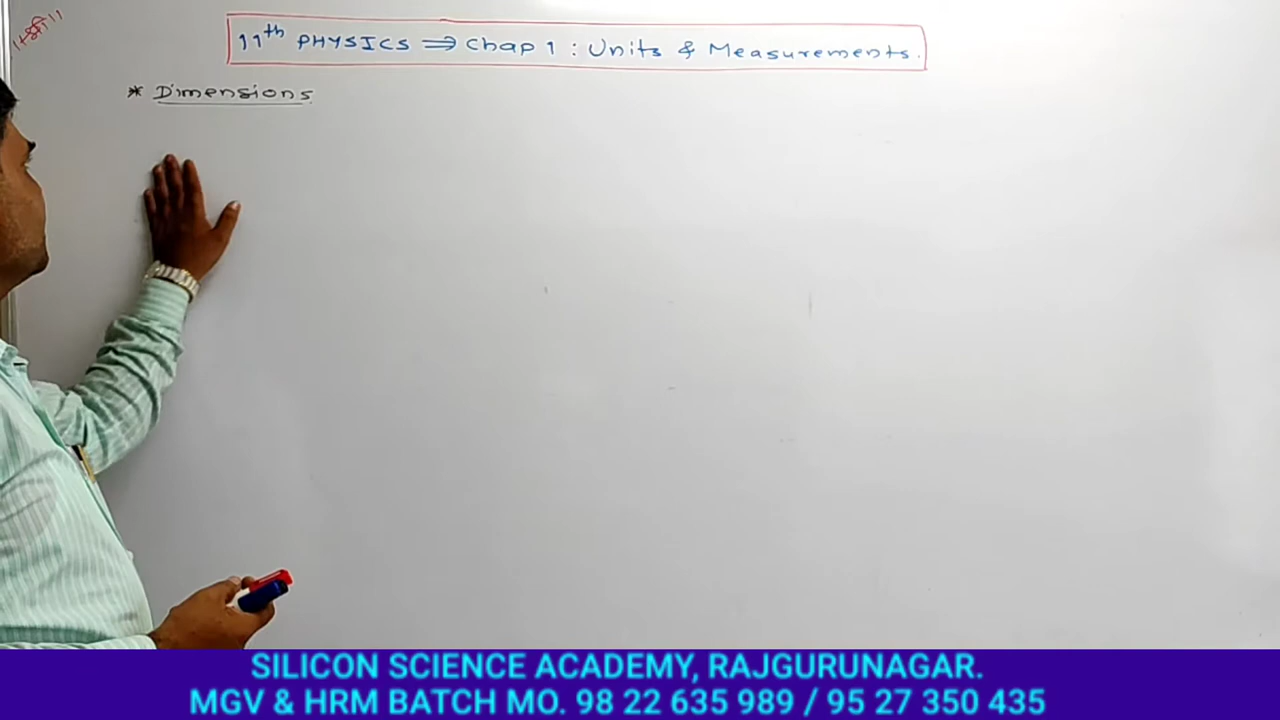 ।।श्री।।
11th PHYSICS ⇒ Chap 1 : Units & Measurements.
* Dimensions
SILICON SCIENCE ACADEMY, RAJGURUNAGAR.
MGV & HRM BATCH MO. 98 22 635 989 / 95 27 350 435